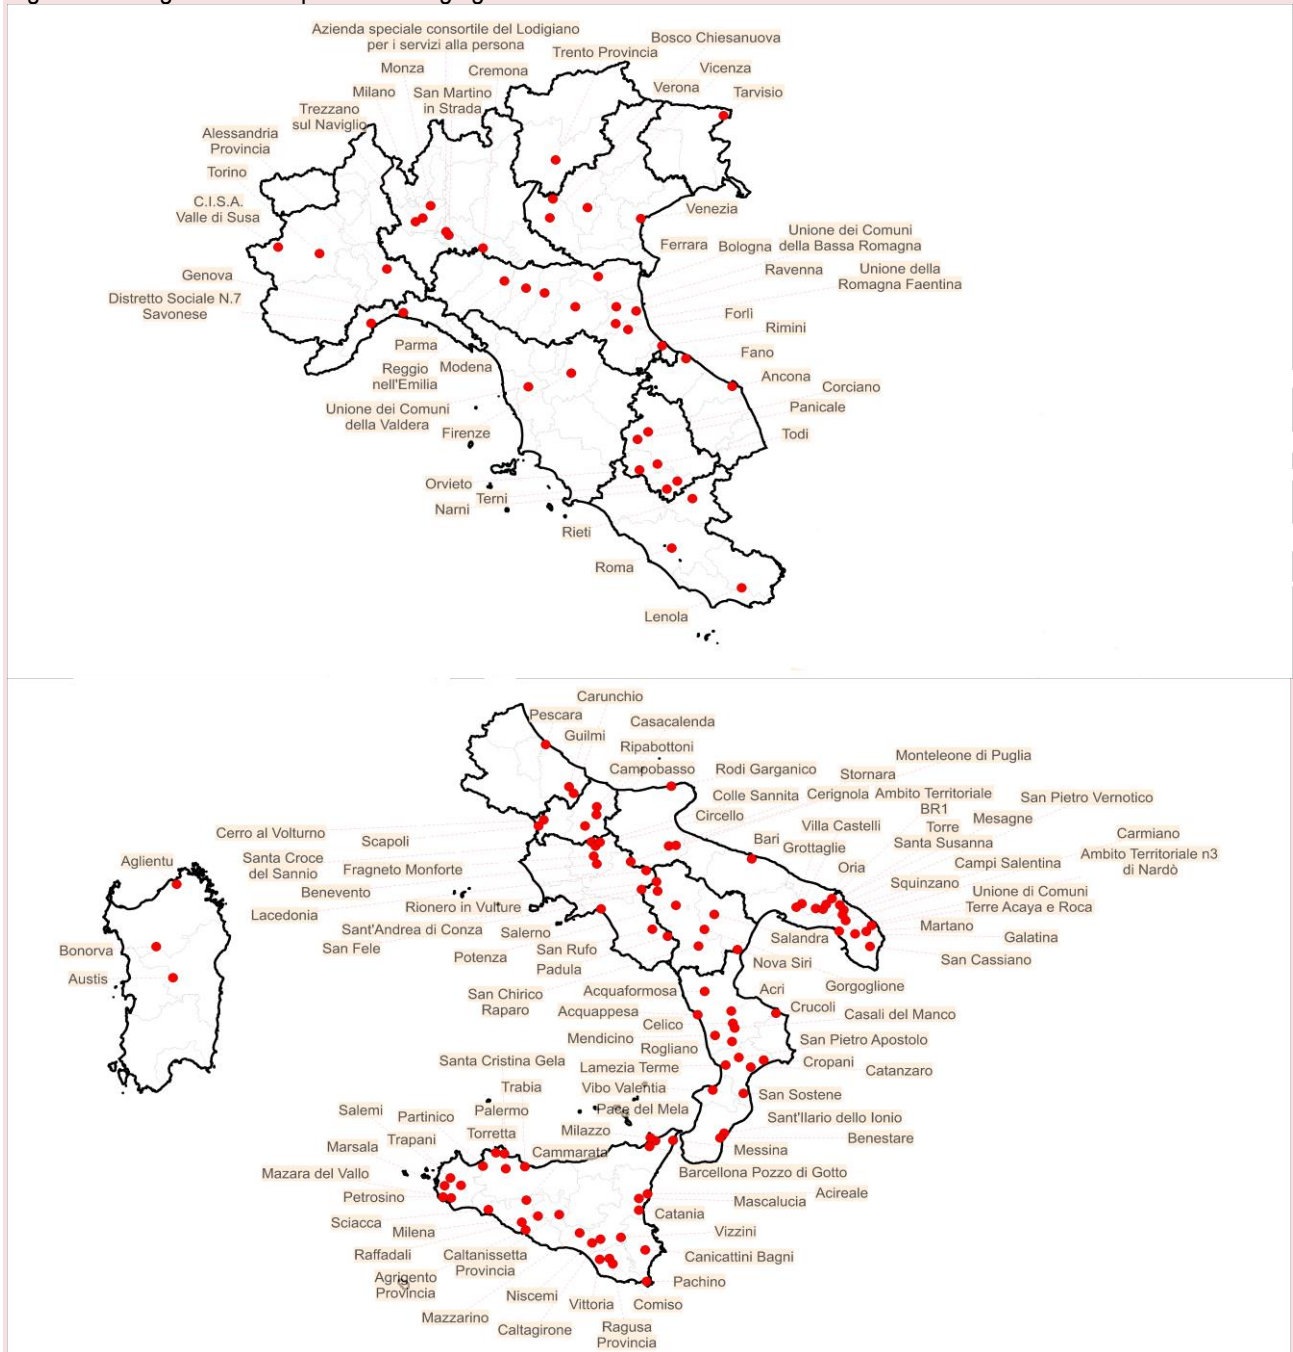 Azienda speciale consortile del Lodigiano
per i servizi alla persona
Bosco Chiesanuova
Trento Provincia
Monza
Cremona
Vicenza
Verona
Tarvisio
Milano
San Martino
in Strada
Trezzano
sul Naviglio
Alessandria
Provincia
Torino
C.I.S.A.
Valle di Susa
Venezia
Unione dei Comuni
della Bassa Romagna
Ferrara
Bologna
Ravenna
Unione della
Romagna Faentina
Genova
Distretto Sociale N.7
Savonese
Forlì
Rimini
Parma
Fano
Reggio
nell'Emilia
Modena
Ancona
Corciano
Unione dei Comuni
della Valdera
Panicale
Firenze
Todi
Orvieto
Terni
Narni
Rieti
Roma
Lenola
Carunchio
Pescara
Guilmi
Casacalenda
Ripabottoni
Campobasso
Monteleone di Puglia
Rodi Garganico
Stornara
Colle Sannita
Cerignola
Ambito Territoriale
BR1
San Pietro Vernotico
Circello
Mesagne
Villa Castelli
Torre
Santa Susanna
Carmiano
Cerro al Volturno
Scapoli
Bari
Grottaglie
Ambito Territoriale n3
di Nardò
Aglientu
Santa Croce
del Sannio
Fragneto Monforte
Oria
Campi Salentina
Squinzano
Benevento
Unione di Comuni
Terre Acaya e Roca
Lacedonia
Rionero in Vulture
Martano
Sant'Andrea di Conza
Salerno
Salandra
Galatina
Bonorva
San Fele
Potenza
San Rufo
San Cassiano
Padula
Nova Siri
Austis
Gorgoglione
San Chirico
Raparo
Acquaformosa
Acri
Acquappesa
Crucoli
Casali del Manco
Celico
Mendicino
San Pietro Apostolo
Rogliano
Santa Cristina Gela
Lamezia Terme
Cropani
Catanzaro
Trabia
Vibo Valentia
San Sostene
Salemi
Partinico
Palermo
Pace del Mela
Sant'Ilario dello Ionio
Marsala
Trapani
Torretta
Milazzo
Benestare
Cammarata
Messina
Mazara del Vallo
Barcellona Pozzo di Gotto
Petrosino
Acireale
Mascalucia
Sciacca
Catania
Milena
Vizzini
Raffadali
Caltanissetta
Provincia
Canicattini Bagni
Agrigento
Provincia
Pachino
Niscemi
Mazzarino
Vittoria
Comiso
Caltagirone
Ragusa
Provincia